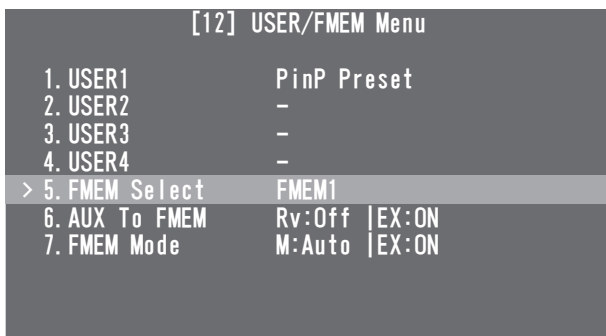 [12] USER/FMEM Menu
1. USER1 PinP Preset
2. USER2 –
3. USER3 –
4. USER4 –
> 5. FMEM Select FMEM1
6. AUX To FMEM Rv:Off |EX:ON
7. FMEM Mode M:Auto |EX:ON